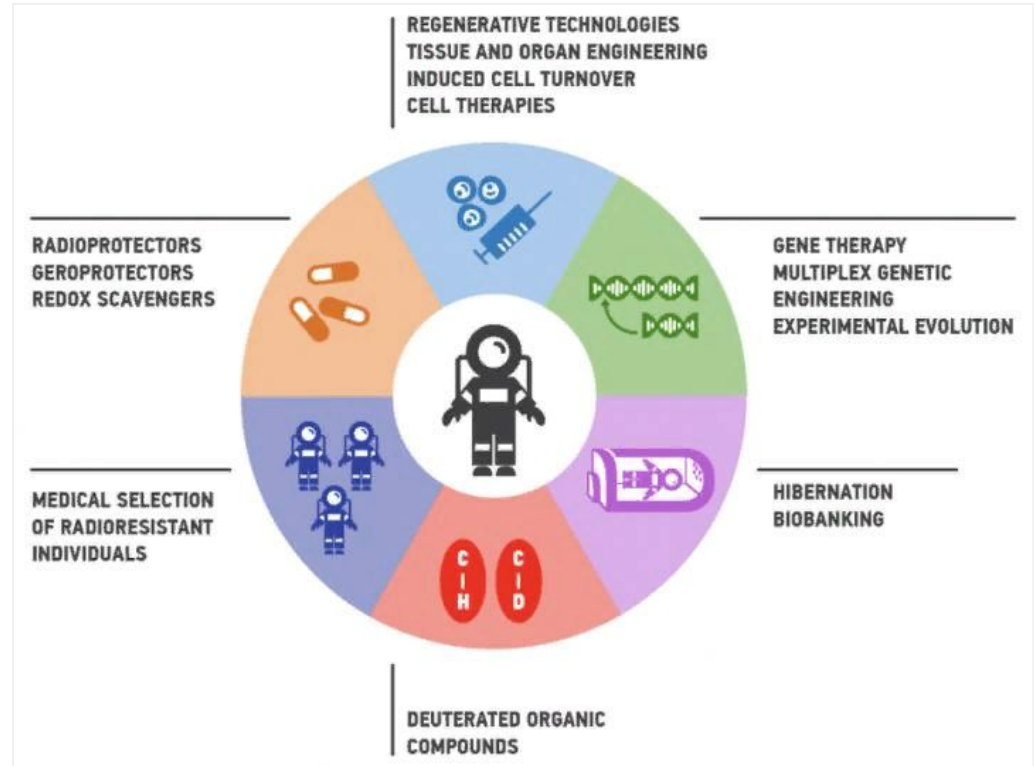 REGENERATIVE TECHNOLOGIES
TISSUE AND ORGAN ENGINEERING
INDUCED CELL TURNOVER
CELL THERAPIES
RADIOPROTECTORS
GEROPROTECTORS
REDOX SCAVENGERS
GENE THERAPY
MULTIPLEX GENETIC
ENGINEERING
EXPERIMENTAL EVOLUTION
MEDICAL SELECTION
OF RADIORESISTANT
INDIVIDUALS
HIBERNATION
BIOBANKING
C
I
H
C
I
D
DEUTERATED ORGANIC
COMPOUNDS